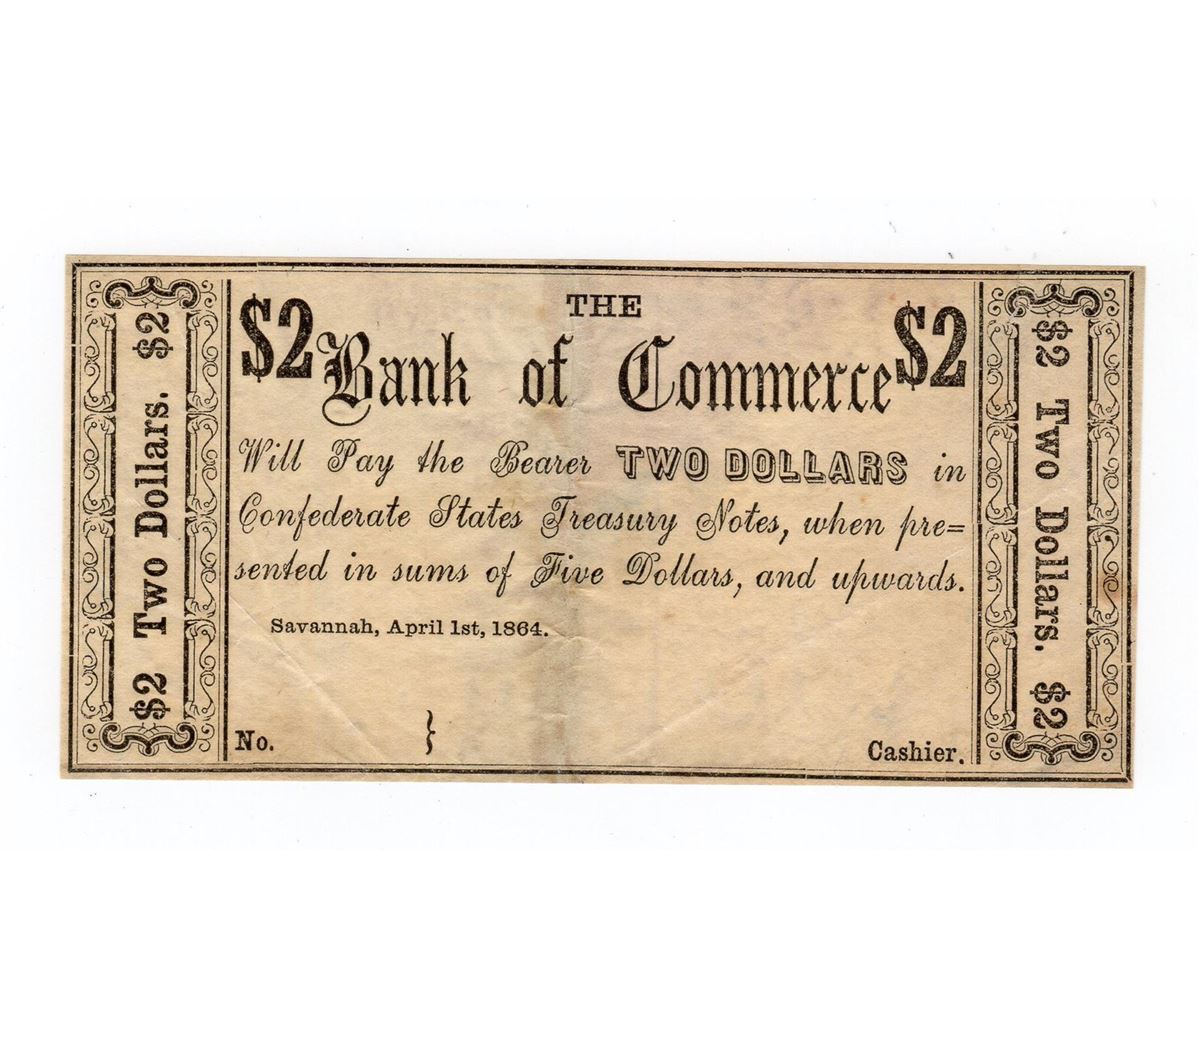 THE
$2 Bank of Commerce $2
Will Pay the Bearer TWO DOLLARS in
Confederate States Treasury Notes, when pre=
sented in sums of Five Dollars, and upwards.
Savannah, April 1st, 1864.
No. }
Cashier.
$2 Two Dollars. $2
$2 Two Dollars. $2